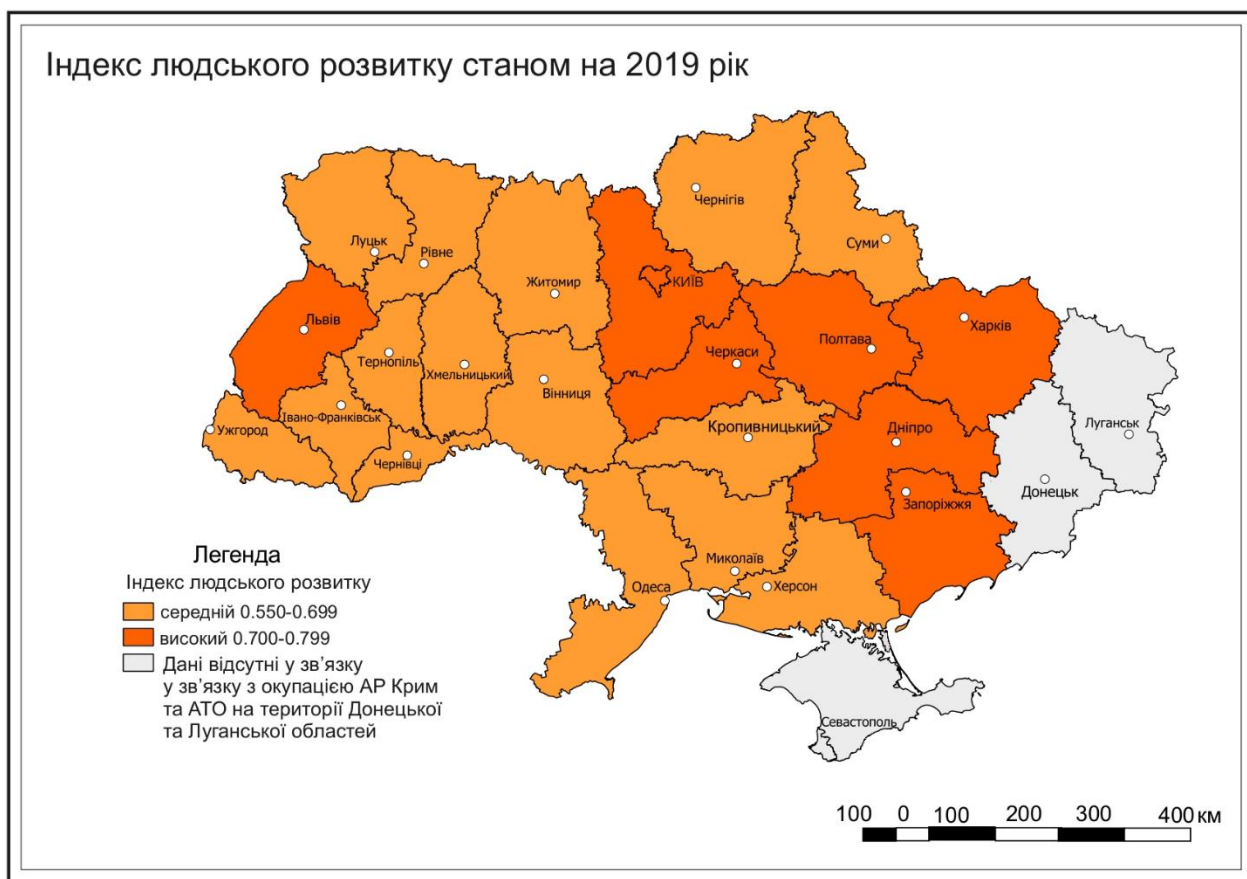 Індекс людського розвитку станом на 2019 рік
Чернігів
Луцьк
Рівне
Суми
Житомир
КИЇВ
Львів
Харків
Полтава
Черкаси
Тернопіль
Хмельницький
Вінниця
Івано-Франківськ
Ужгород
Кропивницький
Дніпро
Луганськ
Чернівці
Донецьк
Запоріжжя
Миколаїв
Одеса
Херсон
Севастополь
Легенда
Індекс людського розвитку
середній 0.550-0.699
високий 0.700-0.799
Дані відсутні у зв’язку
у зв’язку з окупацією АР Крим
та АТО на території Донецької
та Луганської областей
100 0 100 200 300 400 км